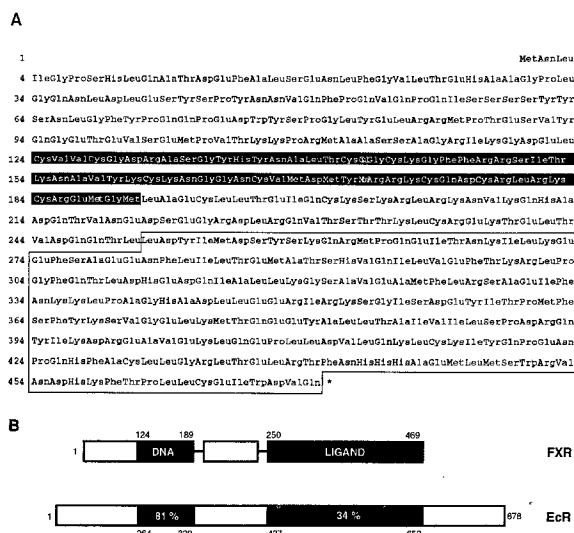 A
1 MetAsnLeu
4 IleGlyProSerHisLeuGlnAlaThrAspGluPheAlaLeuSerGluAsnLeuPheGlyValLeuThrGluHisAlaAlaGlyProLeu
34 GlyGlnAsnLeuAspLeuGluSerTyrSerProTyrAsnAsnValGlnPheProGlnValGlnProGlnIleSerSerSerSerTyrTyr
64 SerAsnLeuGlyPheTyrProGlnGlnProGluAspTrpTyrSerProGlyLeuTyrGluLeuArgArgMetProThrGluSerValTyr
94 GlnGlyGluThrGluValSerGluMetProValThrLysLysProArgMetAlaAlaSerSerAlaGlyArgIleLysGlyAspGluLeu
124 CysValValCysGlyAspArgAlaSerGlyTyrHisTyrAsnAlaLeuThrCysGluGlyCysLysGlyPhePheArgArgSerIleThr
154 LysAsnAlaValTyrLysCysLysAsnGlyGlyAsnCysValMetAspMetTyrMetArgArgLysCysGlnAspCysArgLeuArgLys
184 CysArgGluMetGlyMetLeuAlaGluCysLeuLeuThrGluIleGlnCysLysSerLysArgLeuArgLysAsnValLysGlnHisAla
214 AspGlnThrValAsnGluAspSerGluGlyArgAspLeuArgGlnValThrSerThrThrLysLeuCysArgGluLysThrGluLeuThr
244 ValAspGlnGlnThrLeuLeuAspTyrIleMetAspSerTyrSerLysGlnArgMetProGlnGluIleThrAsnLysIleLeuLysGlu
274 GluPheSerAlaGluGluAsnPheLeuIleLeuThrGluMetAlaThrSerHisValGlnIleLeuValGluPheThrLysArgLeuPro
304 GlyPheGlnThrLeuAspHisGluAspGlnIleAlaLeuLeuLysGlySerAlaValGluAlaMetPheLeuArgSerAlaGluIlePhe
334 AsnLysLysLeuProAlaGlyHisAlaAspLeuLeuGluGluArgIleArgLysSerGlyIleSerAspGluTyrIleThrProMetPhe
364 SerPheTyrLysSerValGlyGluLeuLysMetThrGlnGluGluTyrAlaLeuLeuThrAlaIleValIleLeuSerProAspArgGln
394 TyrIleLysAspArgGluAlaValGluLysLeuGlnGluProLeuLeuAspValLeuGlnLysLeuCysLysIleTyrGlnProGluAsn
424 ProGlnHisPheAlaCysLeuLeuGlyArgLeuThrGluLeuArgThrPheAsnHisHisHisAlaGluMetLeuMetSerTrpArgVal
454 AsnAspHisLysPheThrProLeuLeuCysGluIleTrpAspValGln *
B
124 189 250 469
1 DNA LIGAND FXR
1 81 % 34 % 678 EcR